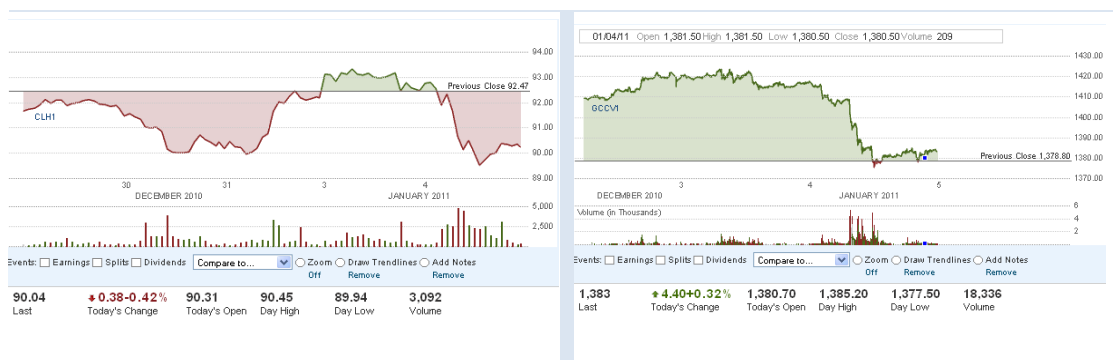 94.00
93.00
Previous Close 92.47
92.00
CLH1
91.00
90.00
89.00
30 31 3 4
DECEMBER 2010 JANUARY 2011
5,000
2,500
Events: Earnings Splits Dividends Compare to... Zoom Draw Trendlines Add Notes
Off Remove Remove
90.04 0.38-0.42% 90.31 90.45 89.94 3,092
Last Today's Change Today's Open Day High Day Low Volume
01/04/11 Open 1,381.50 High 1,381.50 Low 1,380.50 Close 1,380.50 Volume 209
1430.00
1420.00
1410.00
GCCV1
1400.00
1390.00
Previous Close 1,378.80 1380.00
1370.00
3 4 5
DECEMBER 2010 JANUARY 2011
Volume (in Thousands)
6
4
2
Events: Earnings Splits Dividends Compare to... Zoom Draw Trendlines Add Notes
Off Remove Remove
1,383 4.40+0.32% 1,380.70 1,385.20 1,377.50 18,336
Last Today's Change Today's Open Day High Day Low Volume